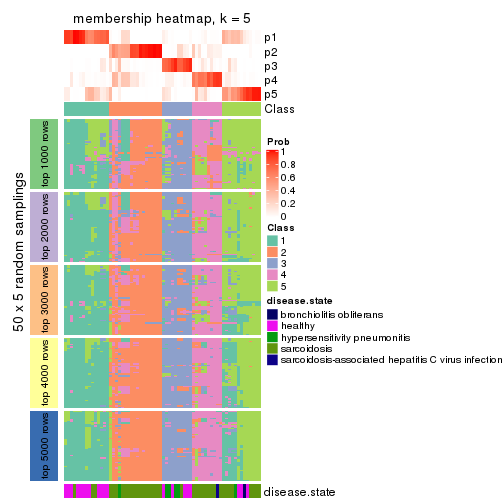 membership heatmap, k = 5
p1
p2
p3
p4
p5
Class
50 x 5 random samplings
top 1000 rows
top 2000 rows
top 3000 rows
top 4000 rows
top 5000 rows
disease.state
Prob
1
0.8
0.6
0.4
0.2
0
Class
1
2
3
4
5
disease.state
bronchiolitis obliterans
healthy
hypersensitivity pneumonitis
sarcoidosis
sarcoidosis-associated hepatitis C virus infection